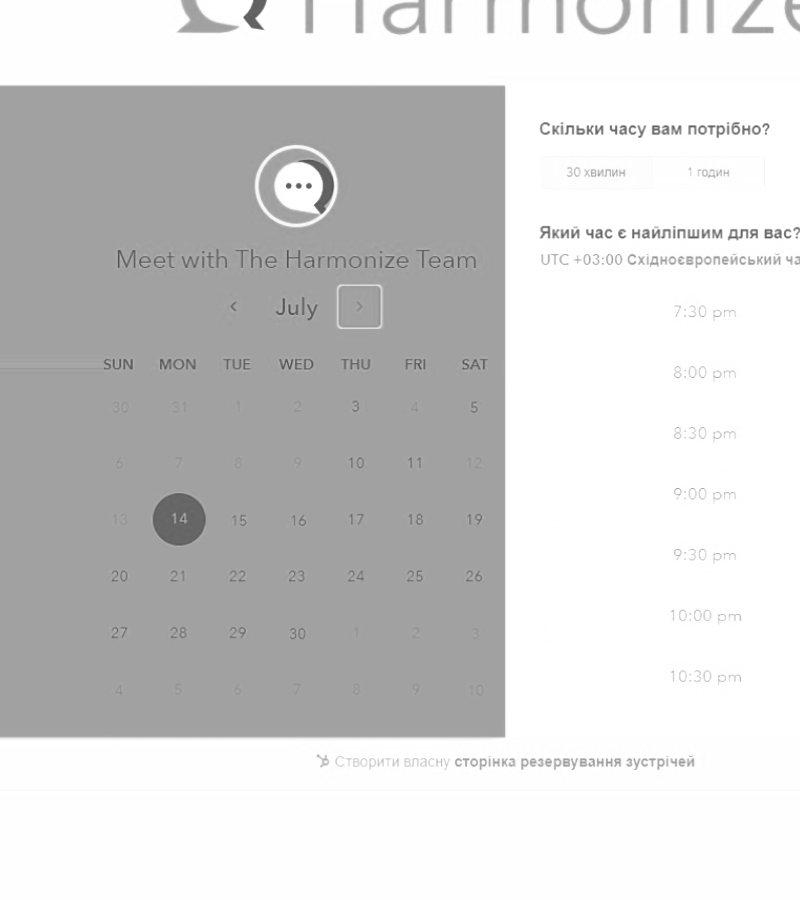 Harmonize
Meet with The Harmonize Team
July
SUN MON TUE WED THU FRI SAT
30 31 1 2 3 4 5
6 7 8 9 10 11 12
13 14 15 16 17 18 19
20 21 22 23 24 25 26
27 28 29 30 1 2 3
4 5 6 7 8 9 10
Скільки часу вам потрібно?
30 хвилин 1 годин
Який час є найліпшим для вас?
UTC +03:00 Східноєвропейський ча
7:30 pm
8:00 pm
8:30 pm
9:00 pm
9:30 pm
10:00 pm
10:30 pm
Створити власну сторінка резервування зустрічей